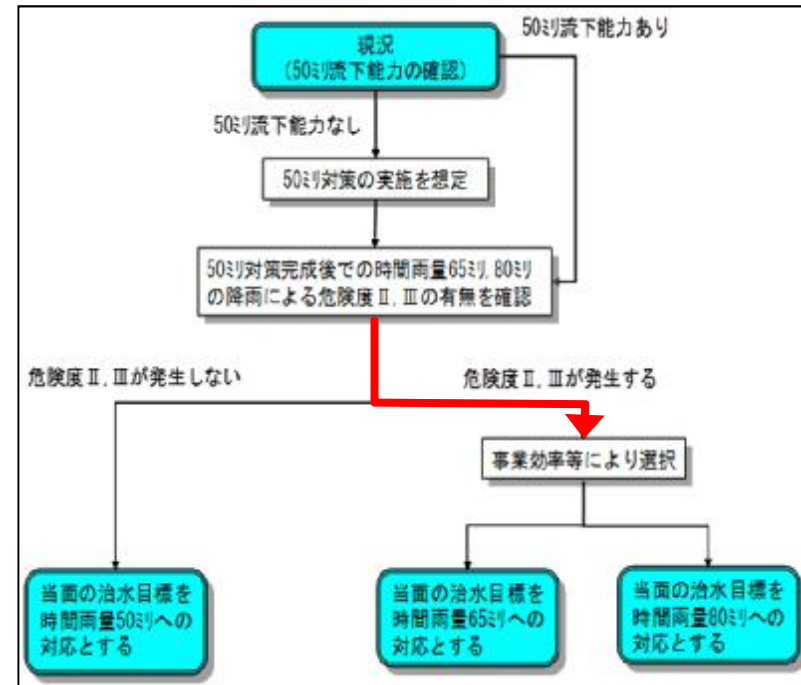 50ミリ流下能力あり
現況
(50ミリ流下能力の確認)
50ミリ流下能力なし
50ミリ対策の実施を想定
50ミリ対策完成後での時間雨量65ミリ,80ミリ
の降雨による危険度Ⅱ,Ⅲの有無を確認
危険度Ⅱ,Ⅲが発生しない
危険度Ⅱ,Ⅲが発生する
事業効率等により選択
当面の治水目標を
時間雨量50ミリへの
対応とする
当面の治水目標を
時間雨量65ミリへの
対応とする
当面の治水目標を
時間雨量80ミリへの
対応とする